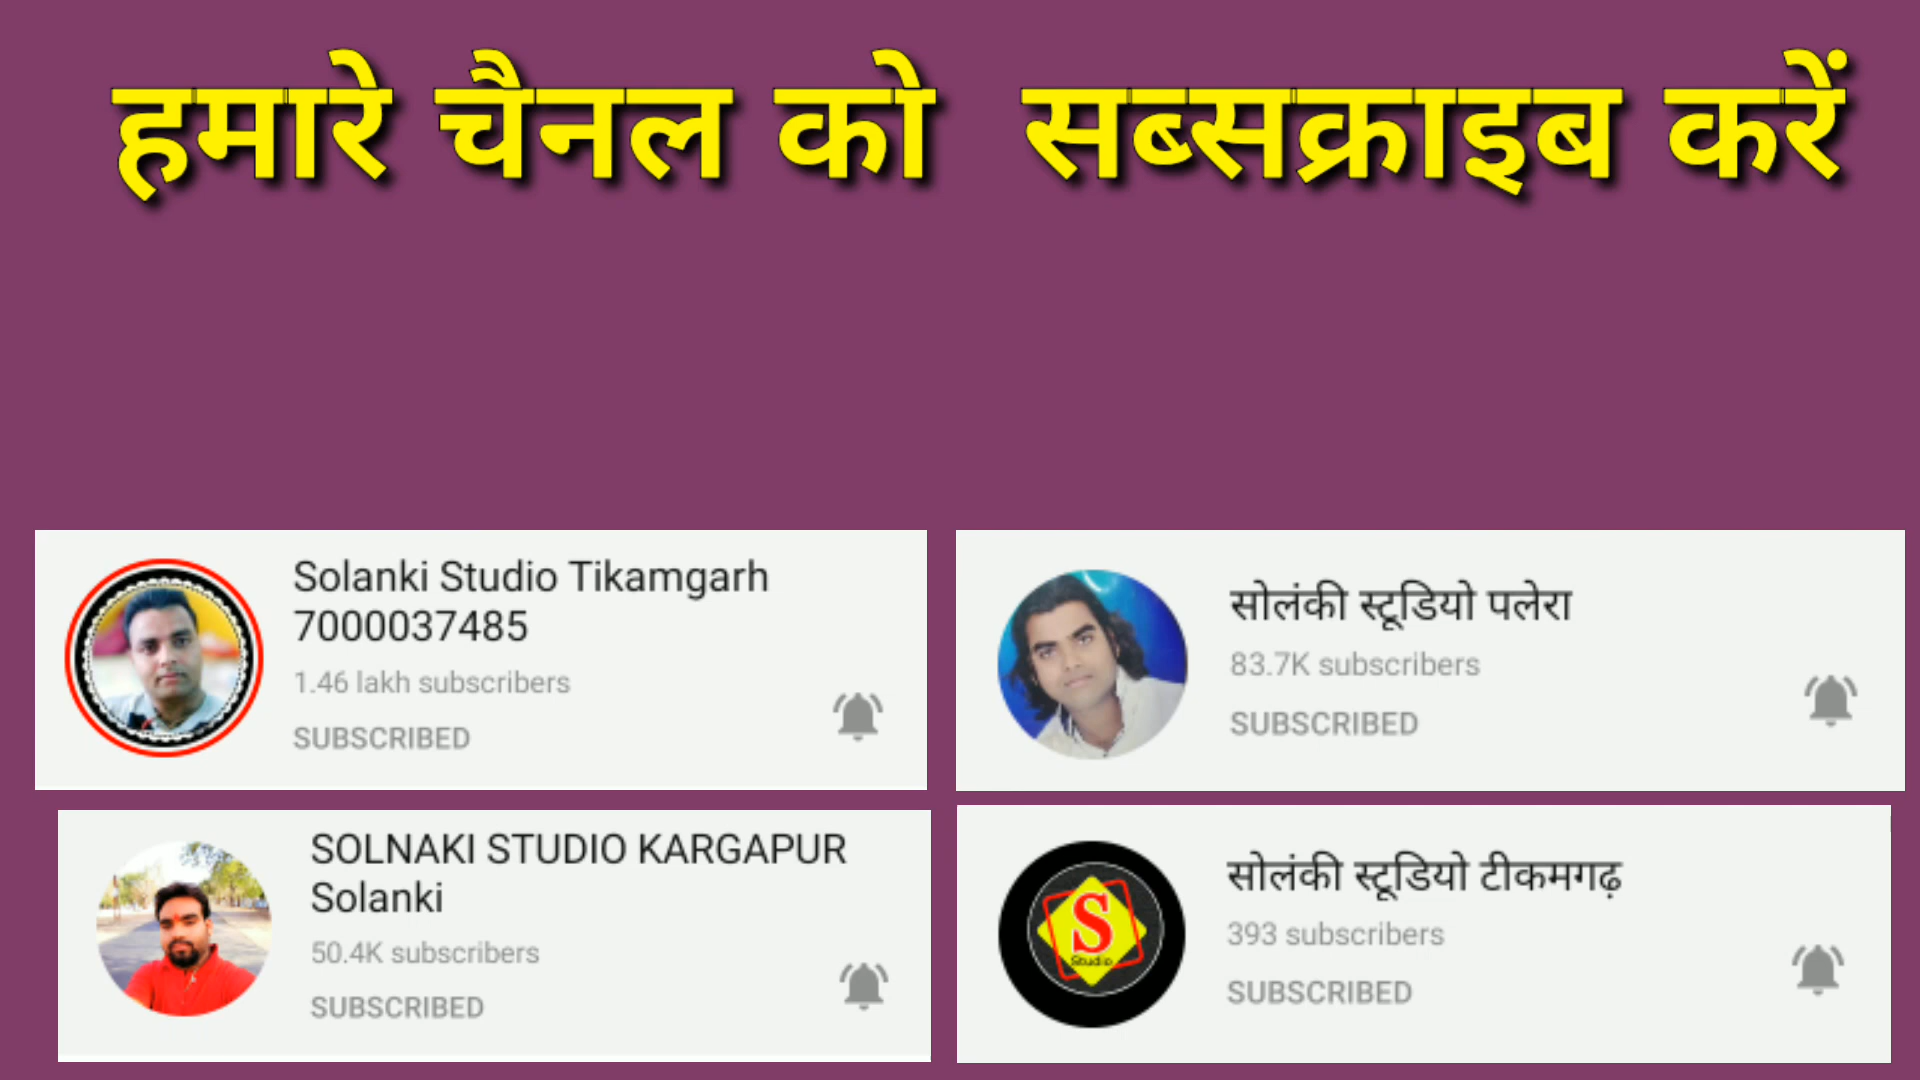 हमारे चैनल को सब्सक्राइब करें
Solanki Studio Tikamgarh
7000037485
1.46 lakh subscribers
SUBSCRIBED
सोलंकी स्टूडियो पलेरा
83.7K subscribers
SUBSCRIBED
SOLNAKI STUDIO KARGAPUR
Solanki
50.4K subscribers
SUBSCRIBED
S
Studio
सोलंकी स्टूडियो टीकमगढ़
393 subscribers
SUBSCRIBED